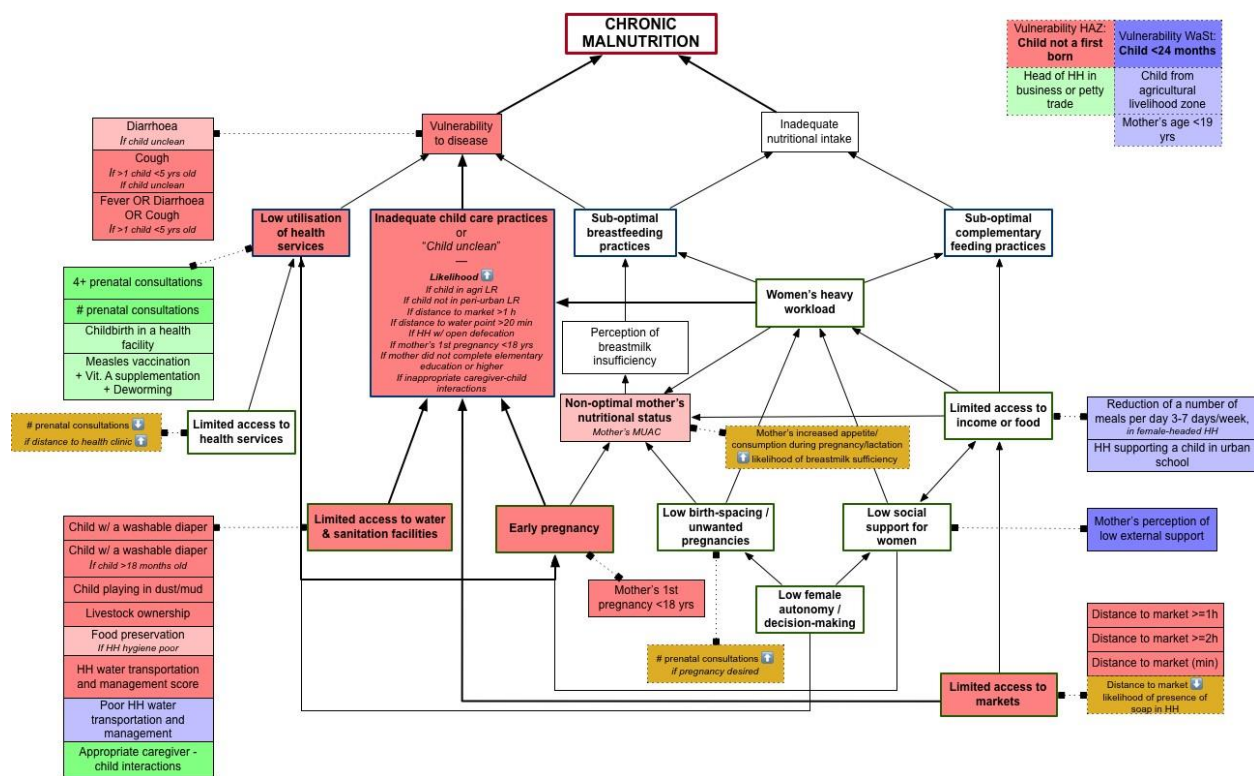 CHRONIC
MALNUTRITION
Vulnerability HAZ:
Child not a first
born
Vulnerability WaSt:
Child <24 months
Head of HH in
business or petty
trade
Child from
agricultural
livelihood zone
Mother's age <19
yrs
Diarrhoea
If child unclean
Cough
If >1 child <5 yrs old
If child unclean
Fever OR Diarrhoea
OR Cough
If >1 child <5 yrs old
Vulnerability
to disease
Inadequate
nutritional intake
Low utilisation
of health
services
Inadequate child care practices
or
"Child unclean"
—
Likelihood ⬆
If child in agri LR
If child not in peri-urban LR
If distance to market >1 h
If distance to water point >20 min
If HH w/ open defecation
If mother's 1st pregnancy <18 yrs
If mother did not complete elementary
education or higher
If inappropriate caregiver-child
interactions
Sub-optimal
breastfeeding
practices
Sub-optimal
complementary
feeding practices
4+ prenatal consultations
# prenatal consultations
Childbirth in a health
facility
Measles vaccination
+ Vit. A supplementation
+ Deworming
Women's heavy
workload
Perception of
breastmilk
insufficiency
# prenatal consultations ⬇
if distance to health clinic ⬆
Limited access to
health services
Non-optimal mother's
nutritional status
Mother's MUAC
Limited access to
income or food
Reduction of a number of
meals per day 3-7 days/week,
in female-headed HH
HH supporting a child in urban
school
Mother's increased appetite/
consumption during pregnancy/lactation
⬆ likelihood of breastmilk sufficiency
Child w/ a washable diaper
Child w/ a washable diaper
If child >18 months old
Child playing in dust/mud
Livestock ownership
Food preservation
If HH hygiene poor
HH water transportation
and management score
Poor HH water
transportation and
management
Appropriate caregiver -
child interactions
Limited access to water
& sanitation facilities
Early pregnancy
Low birth-spacing /
unwanted
pregnancies
Low social
support for
women
Mother's perception of
low external support
Mother's 1st
pregnancy <18 yrs
Low female
autonomy /
decision-making
# prenatal consultations ⬆
if pregnancy desired
Limited access to
markets
Distance to market >=1h
Distance to market >=2h
Distance to market (min)
Distance to market ⬇
likelihood of presence of
soap in HH